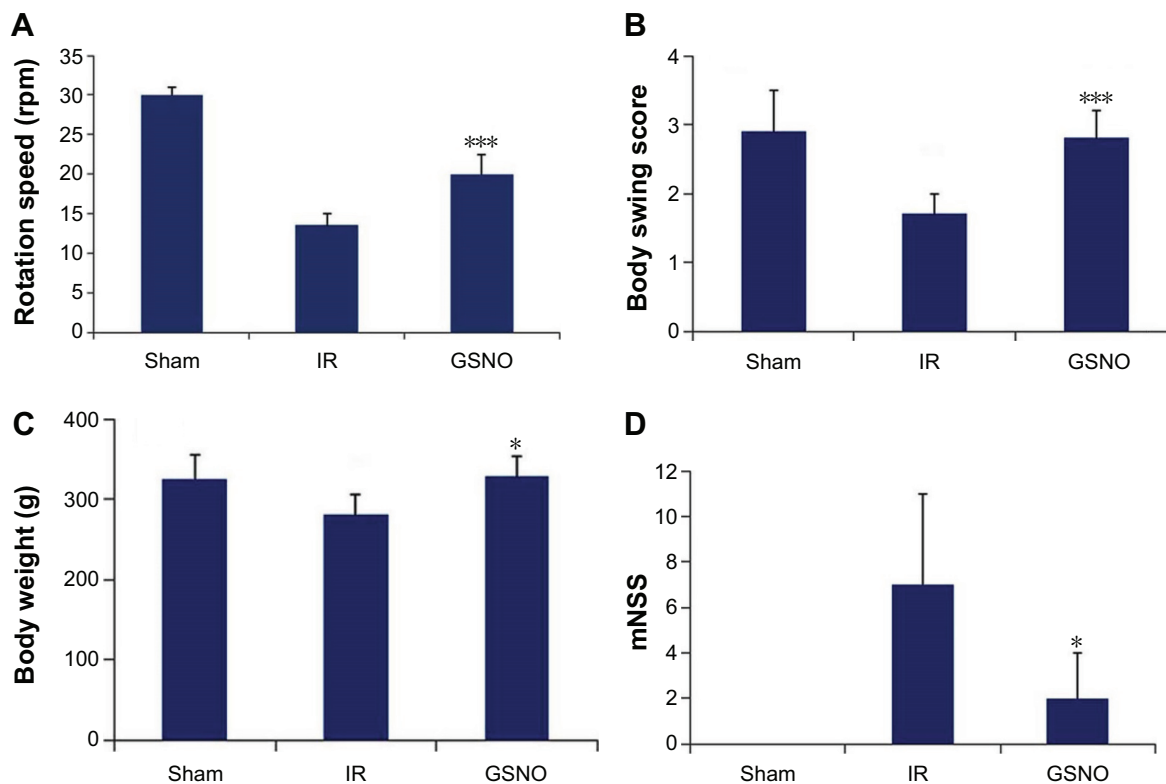 A
Rotation speed (rpm)
35
30
25
20
15
10
5
0
***
Sham IR GSNO
B
Body swing score
4
3
2
1
0
***
Sham IR GSNO
C
Body weight (g)
400
300
200
100
0
*
Sham IR GSNO
D
mNSS
12
10
8
6
4
2
0
*
Sham IR GSNO